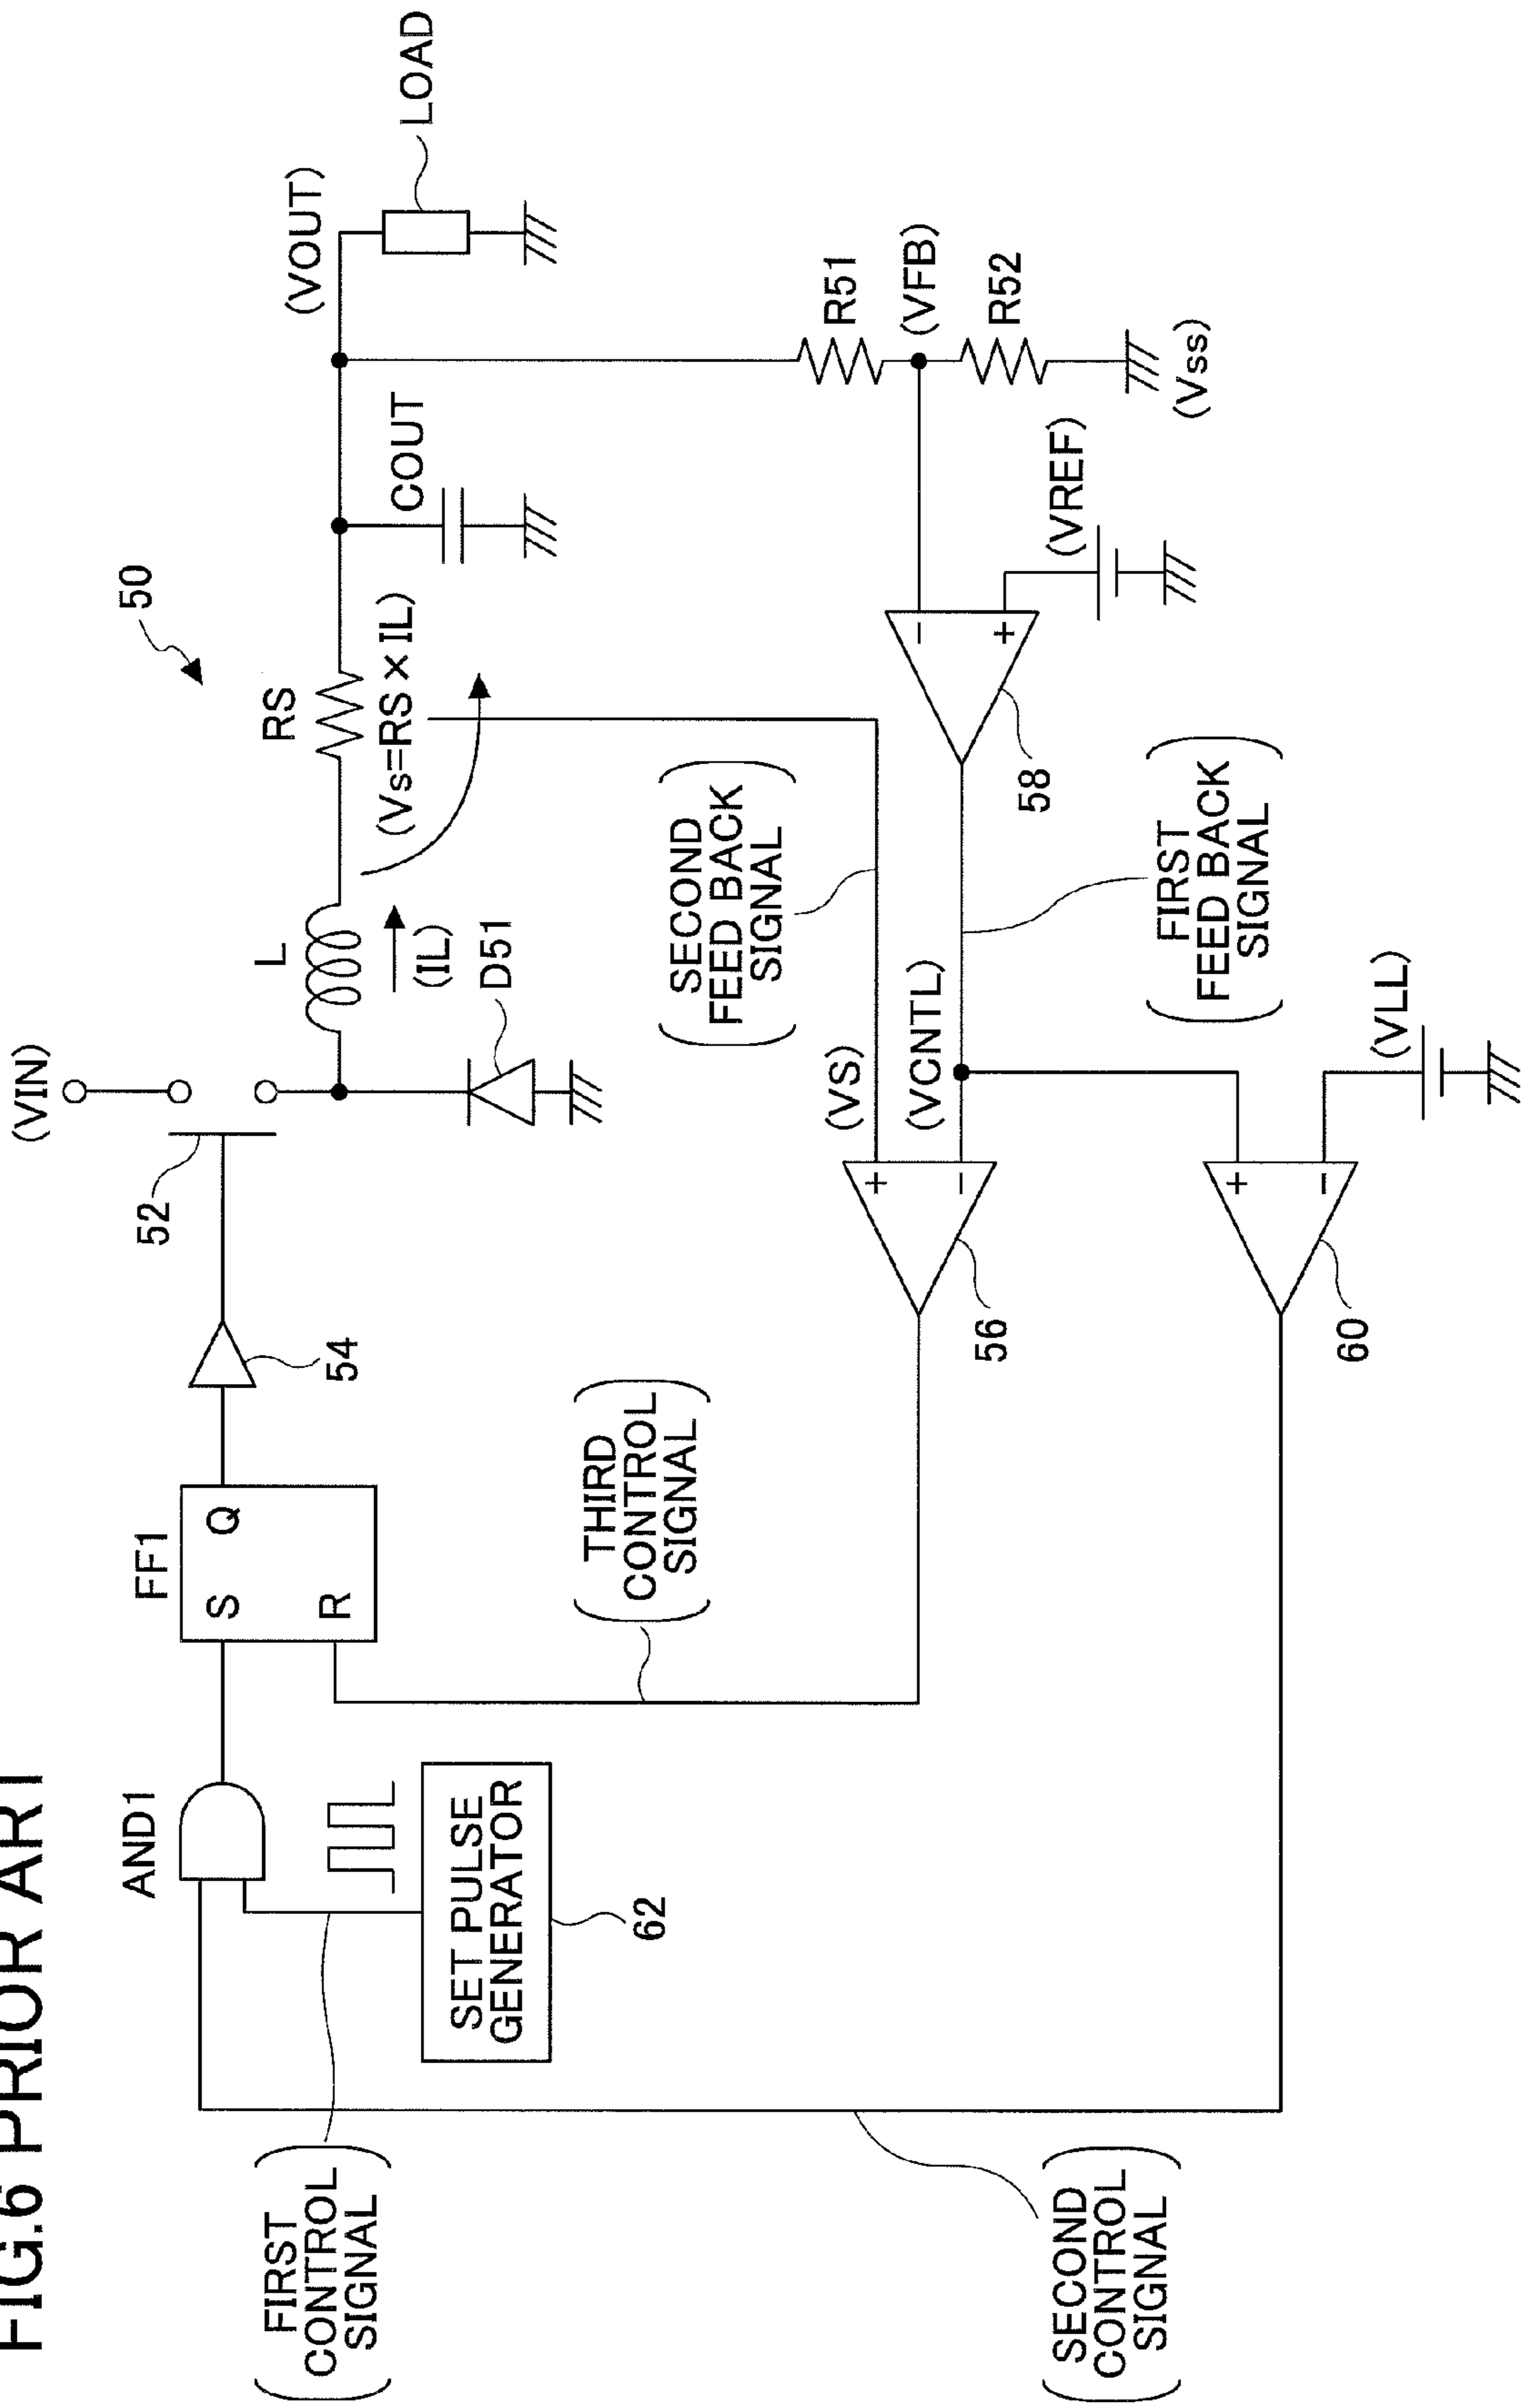 FIG.6 PRIOR ART
50
(VIN)
52
54
FF1
S
Q
R
AND1
SET PULSE
GENERATOR
62
FIRST
CONTROL
SIGNAL
L
(IL)
D51
RS
(Vs=RS×IL)
COUT
(VOUT)
LOAD
THIRD
CONTROL
SIGNAL
SECOND
FEED BACK
SIGNAL
R51
(VFB)
R52
(Vss)
(VS)
+
(VCNTL)
-
56
-
+
58
(VREF)
FIRST
FEED BACK
SIGNAL
+
-
60
(VLL)
SECOND
CONTROL
SIGNAL